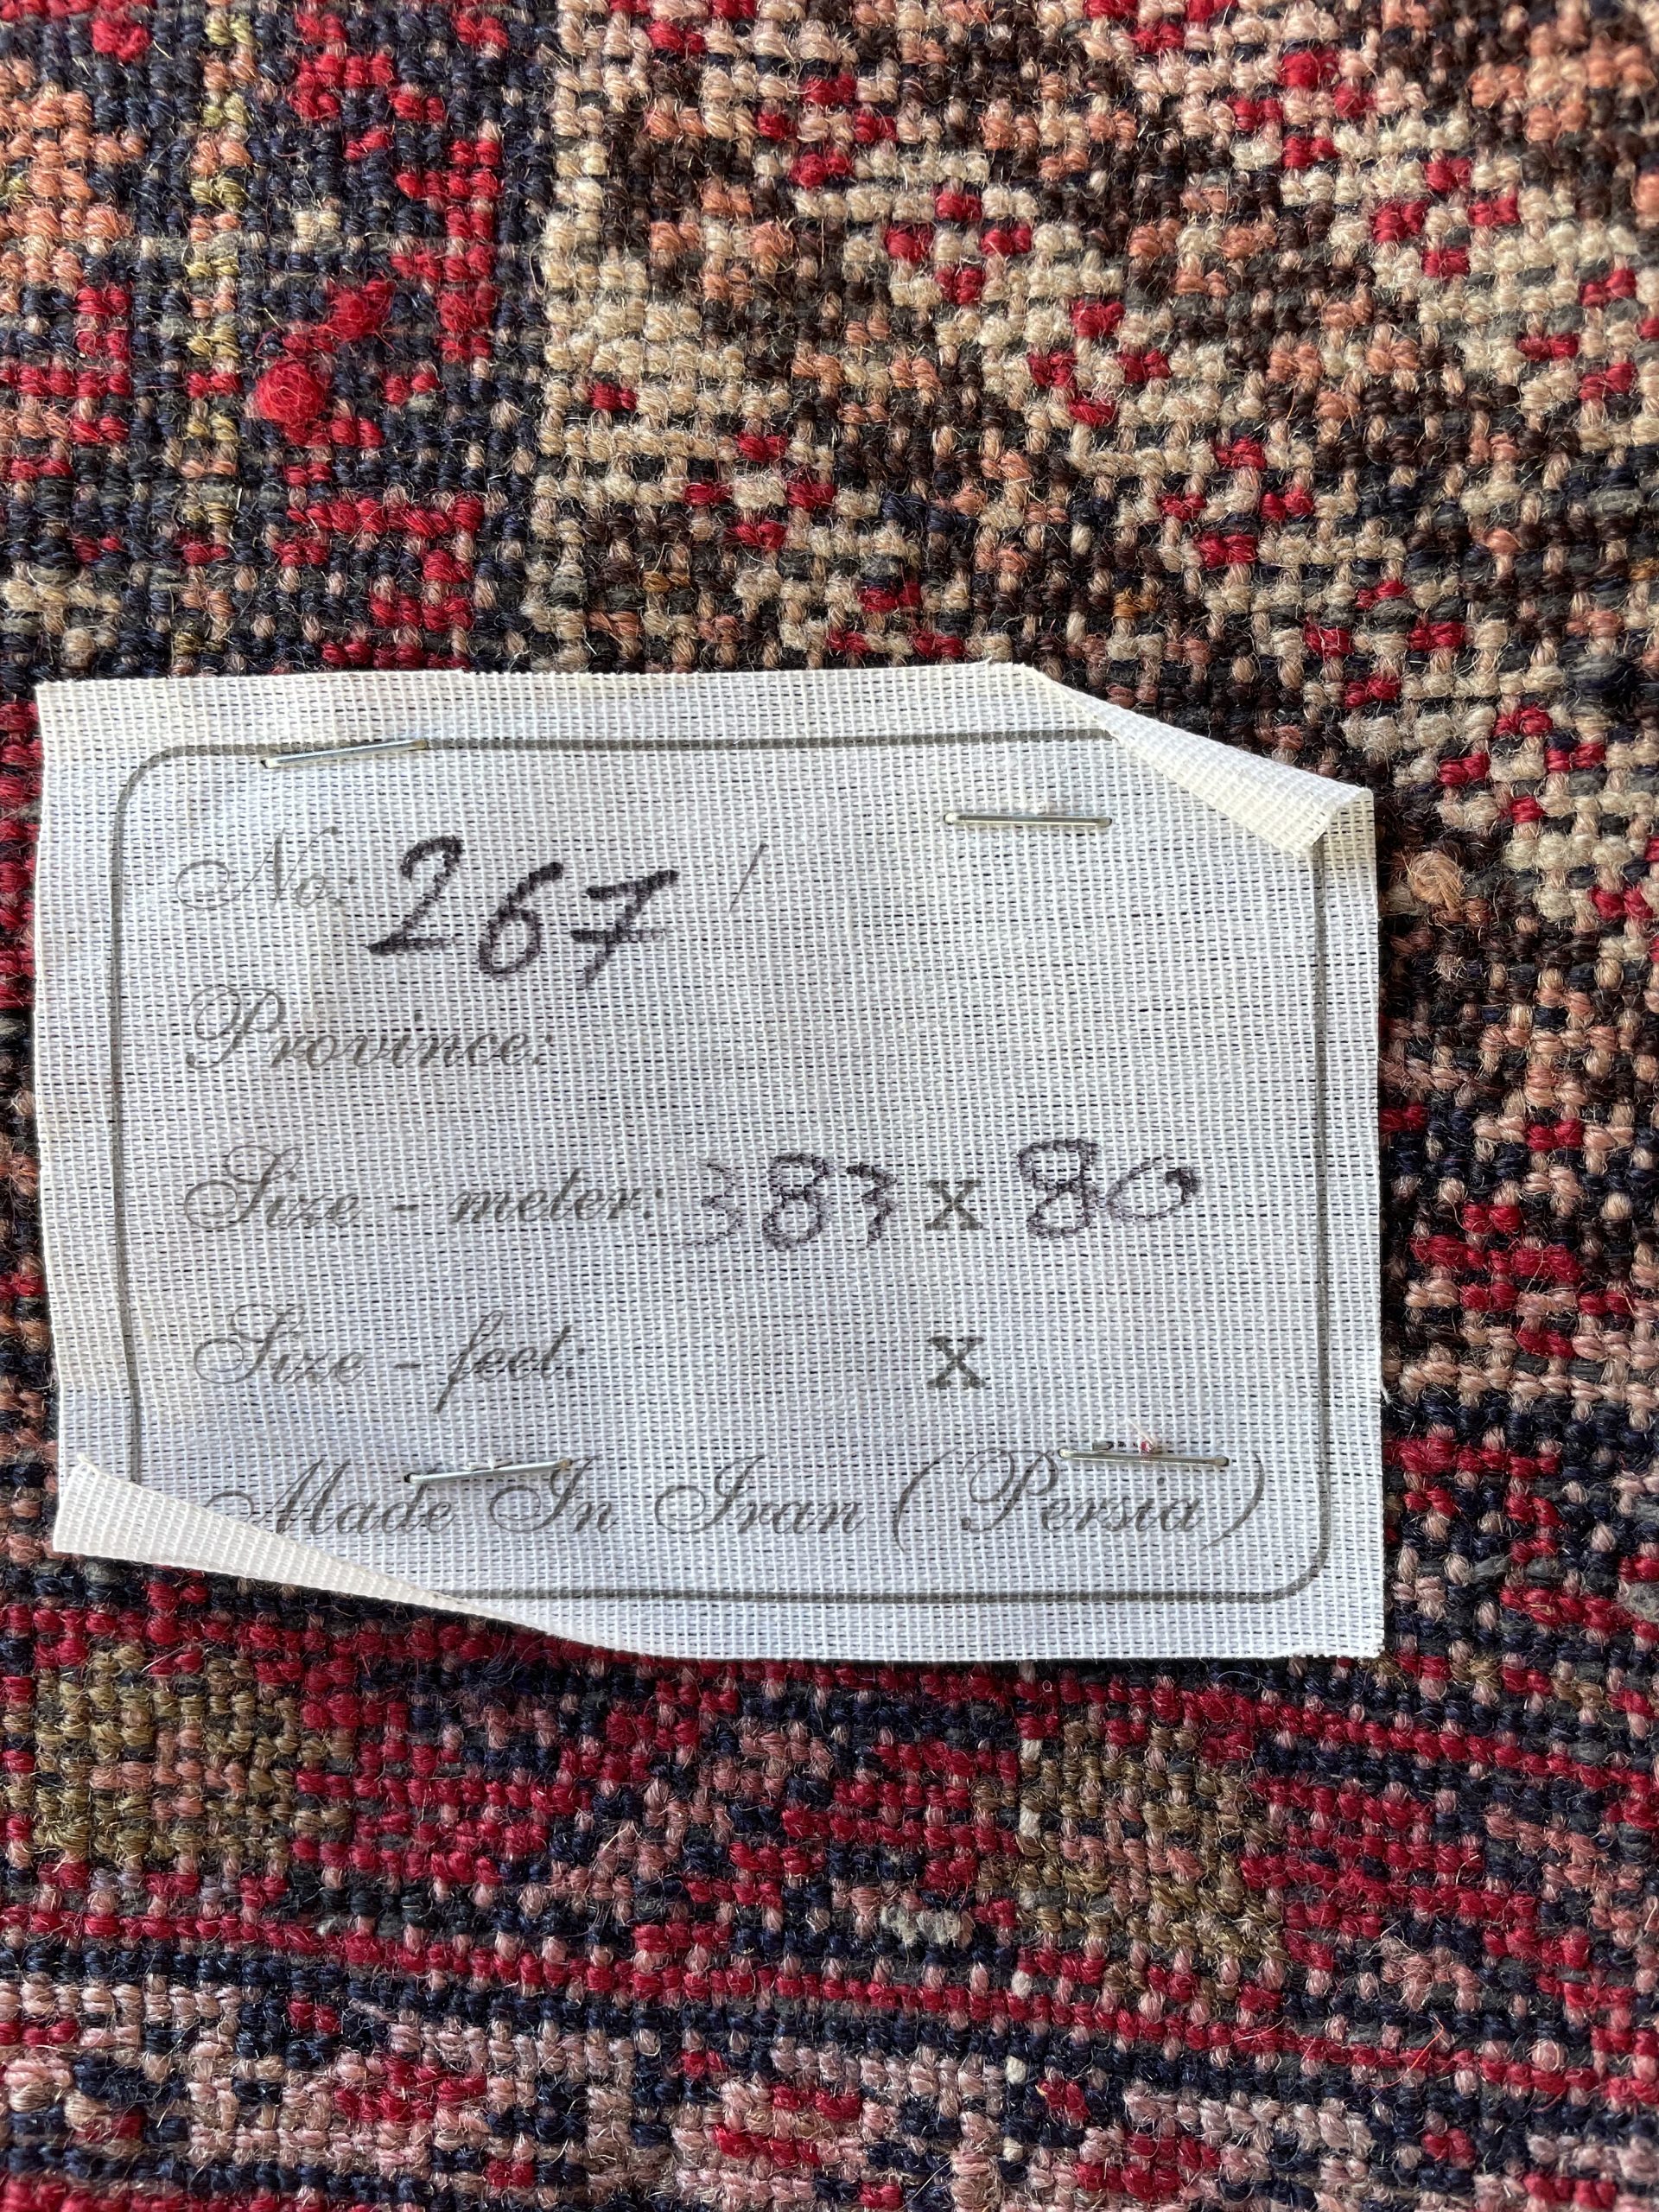 No: 267 /
Province:
Size - meter: 387 x 80
Size - feet: x
Made In Iran (Persia)